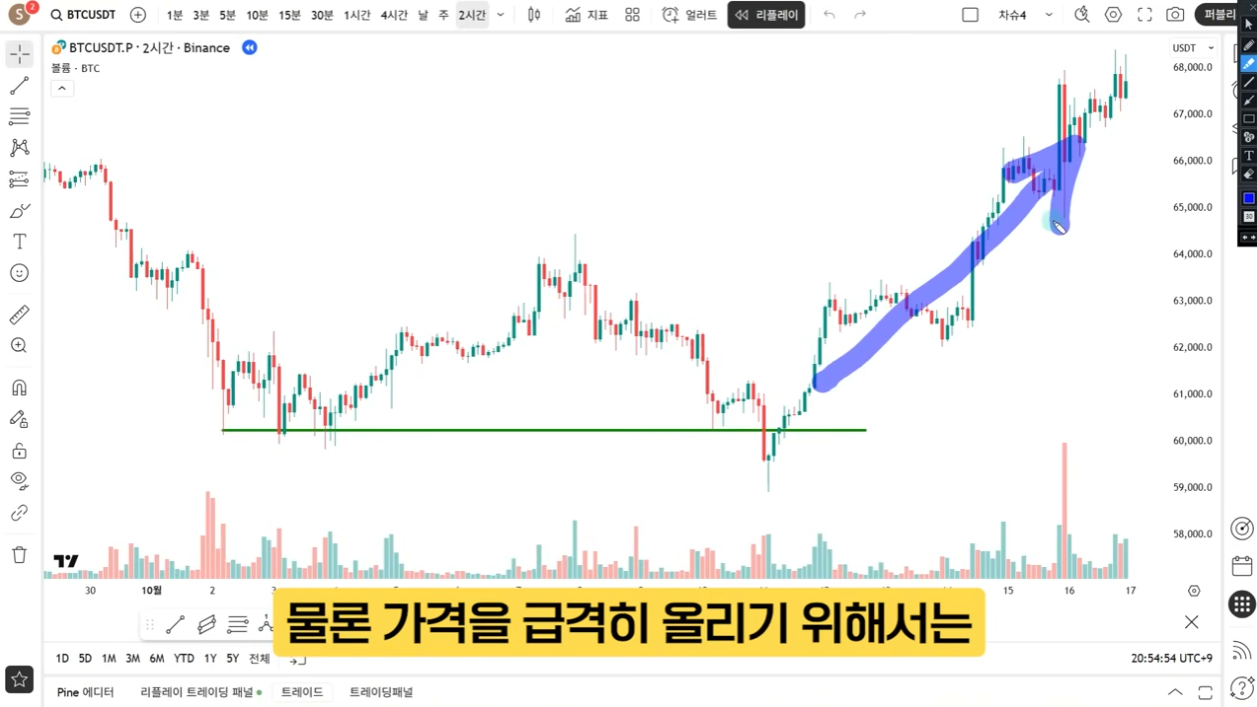 S 2 BTCUSDT 1분 3분 5분 10분 15분 30분 1시간 4시간 날 주 2시간 지표 얼러트 리플레이 차슈4 퍼블리
BTCUSDT.P · 2시간 · Binance
볼륨 · BTC
USDT
68,000.0
67,000.0
66,000.0
65,000.0
64,000.0
63,000.0
62,000.0
61,000.0
60,000.0
59,000.0
58,000.0
T
30
30 10월 2 15 16 17
물론 가격을 급격히 올리기 위해서는
1D 5D 1M 3M 6M YTD 1Y 5Y 전체 20:54:54 UTC+9
Pine 에디터 리플레이 트레이딩 패널 트레이드 트레이딩패널